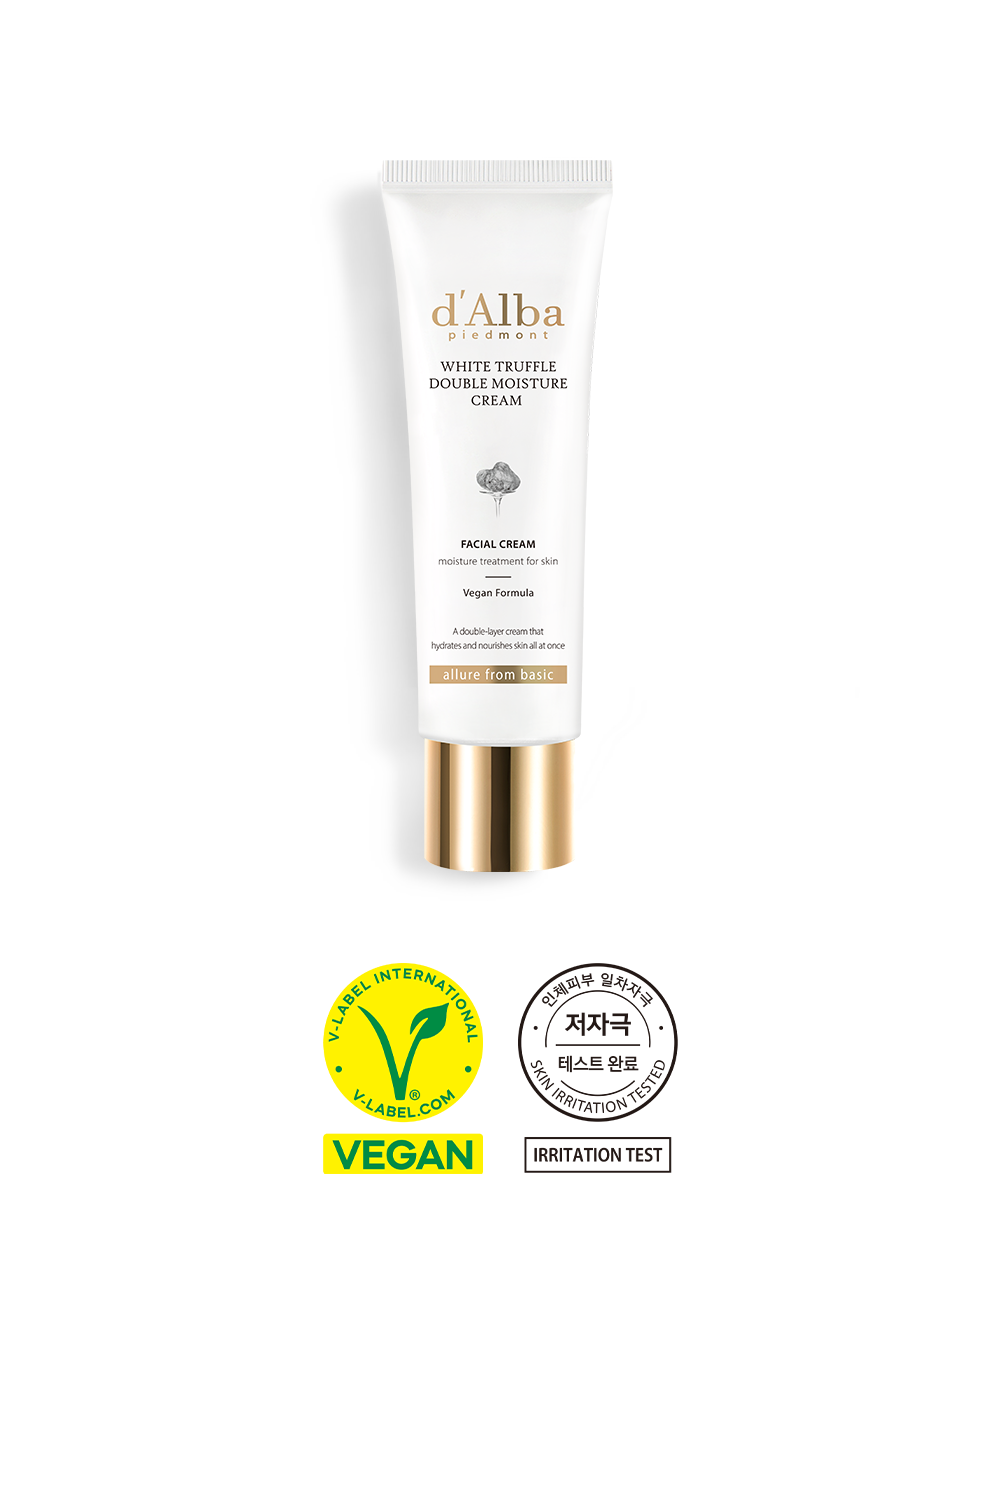 d'Alba
piedmont
WHITE TRUFFLE
DOUBLE MOISTURE
CREAM
FACIAL CREAM
moisture treatment for skin
Vegan Formula
A double-layer cream that
hydrates and nourishes skin all at once
allure from basic
V-LABEL INTERNATIONAL
®
V-LABEL.COM
VEGAN
인체피부 일차자극
저자극
테스트 완료
SKIN IRRITATION TESTED
IRRITATION TEST